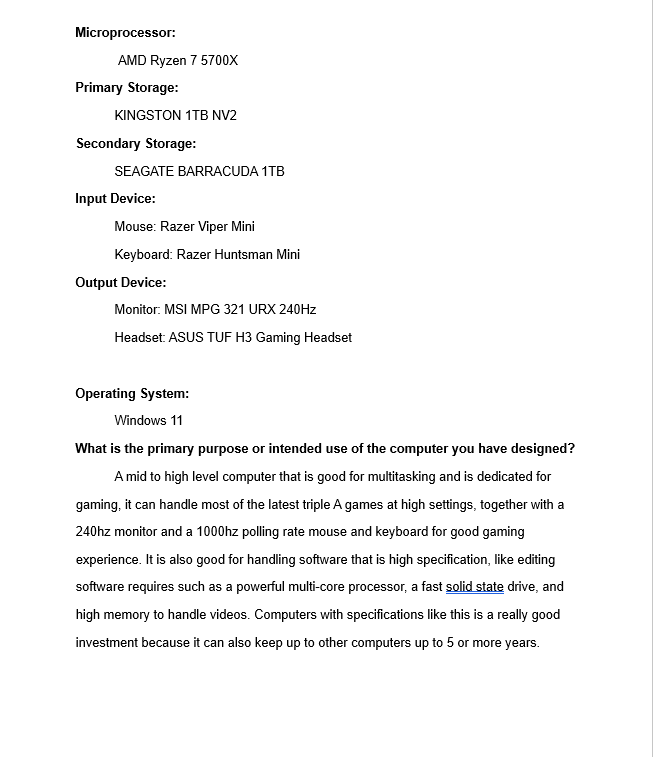 Microprocessor:
AMD Ryzen 7 5700X
Primary Storage:
KINGSTON 1TB NV2
Secondary Storage:
SEAGATE BARRACUDA 1TB
Input Device:
Mouse: Razer Viper Mini
Keyboard: Razer Huntsman Mini
Output Device:
Monitor: MSI MPG 321 URX 240Hz
Headset: ASUS TUF H3 Gaming Headset
Operating System:
Windows 11
What is the primary purpose or intended use of the computer you have designed?
A mid to high level computer that is good for multitasking and is dedicated for
gaming, it can handle most of the latest triple A games at high settings, together with a
240hz monitor and a 1000hz polling rate mouse and keyboard for good gaming
experience. It is also good for handling software that is high specification, like editing
software requires such as a powerful multi-core processor, a fast solid state drive, and
high memory to handle videos. Computers with specifications like this is a really good
investment because it can also keep up to other computers up to 5 or more years.